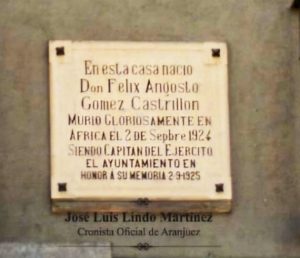 En esta casa nacio
Don Felix Angosto
Gomez Castrillon
Murio Gloriosamente en
Africa el 2 de Sepbre 1924
Siendo Capitan del Ejercito
el Ayuntamiento en
honor á su memoria 2-9-1925
José Luis Lindo Martínez
Cronista Oficial de Aranjuez